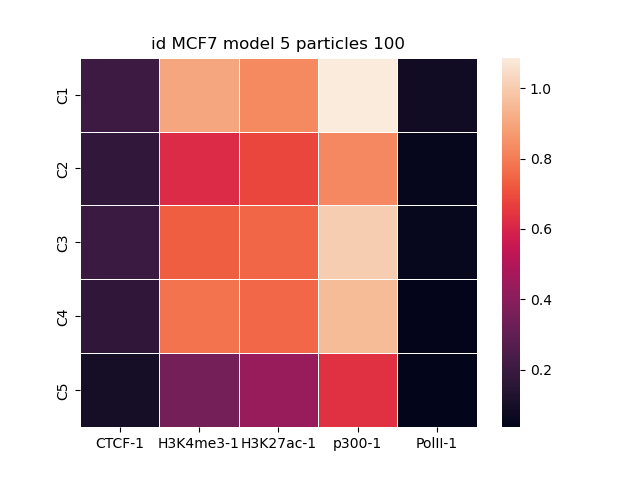 id MCF7 model 5 particles 100
C1
C2
C3
C4
C5
CTCF-1 H3K4me3-1 H3K27ac-1 p300-1 PolII-1
1.0
0.8
0.6
0.4
0.2